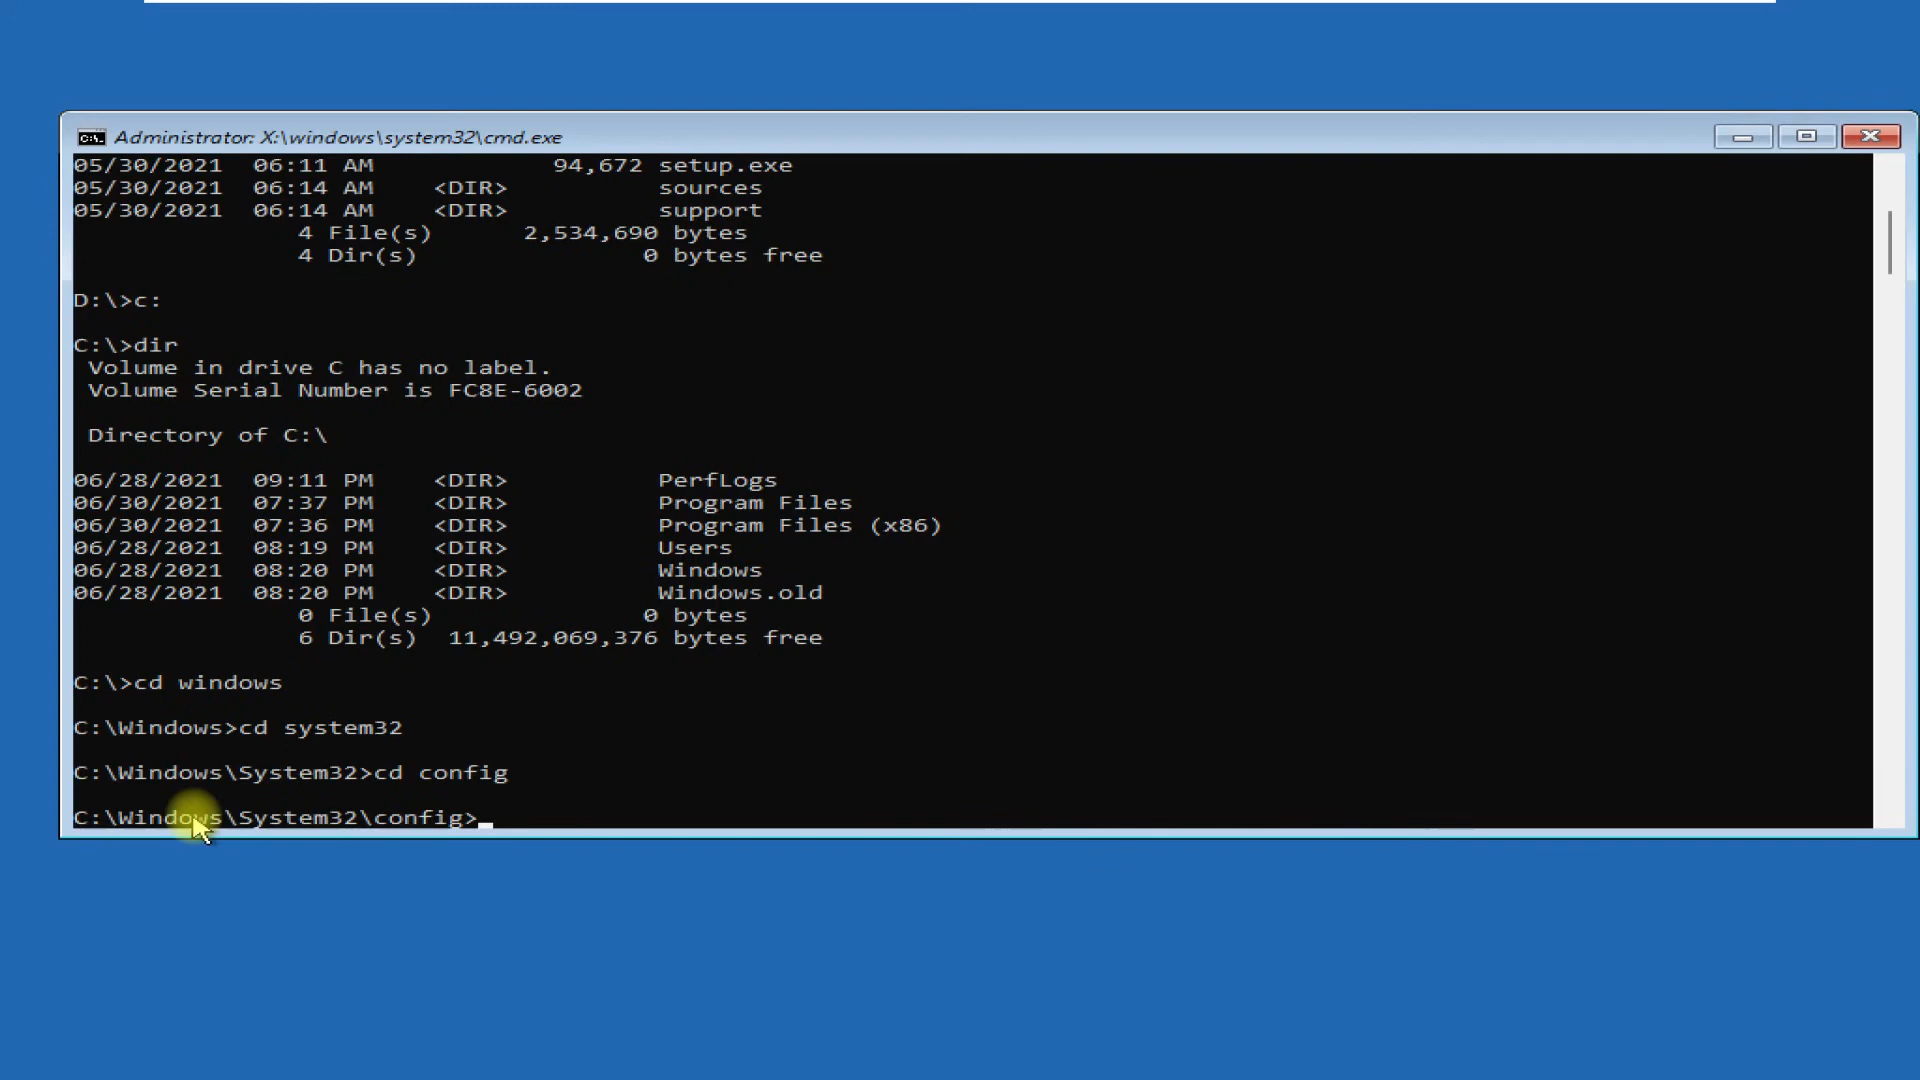 Administrator: X:\windows\system32\cmd.exe
05/30/2021  06:11 AM            94,672 setup.exe
05/30/2021  06:14 AM    <DIR>          sources
05/30/2021  06:14 AM    <DIR>          support
               4 File(s)      2,534,690 bytes
               4 Dir(s)               0 bytes free
D:\>c:
C:\>dir
 Volume in drive C has no label.
 Volume Serial Number is FC8E-6002
 Directory of C:\
06/28/2021  09:11 PM    <DIR>          PerfLogs
06/30/2021  07:37 PM    <DIR>          Program Files
06/30/2021  07:36 PM    <DIR>          Program Files (x86)
06/28/2021  08:19 PM    <DIR>          Users
06/28/2021  08:20 PM    <DIR>          Windows
06/28/2021  08:20 PM    <DIR>          Windows.old
               0 File(s)              0 bytes
               6 Dir(s)  11,492,069,376 bytes free
C:\>cd windows
C:\Windows>cd system32
C:\Windows\System32>cd config
C:\Windows\System32\config>